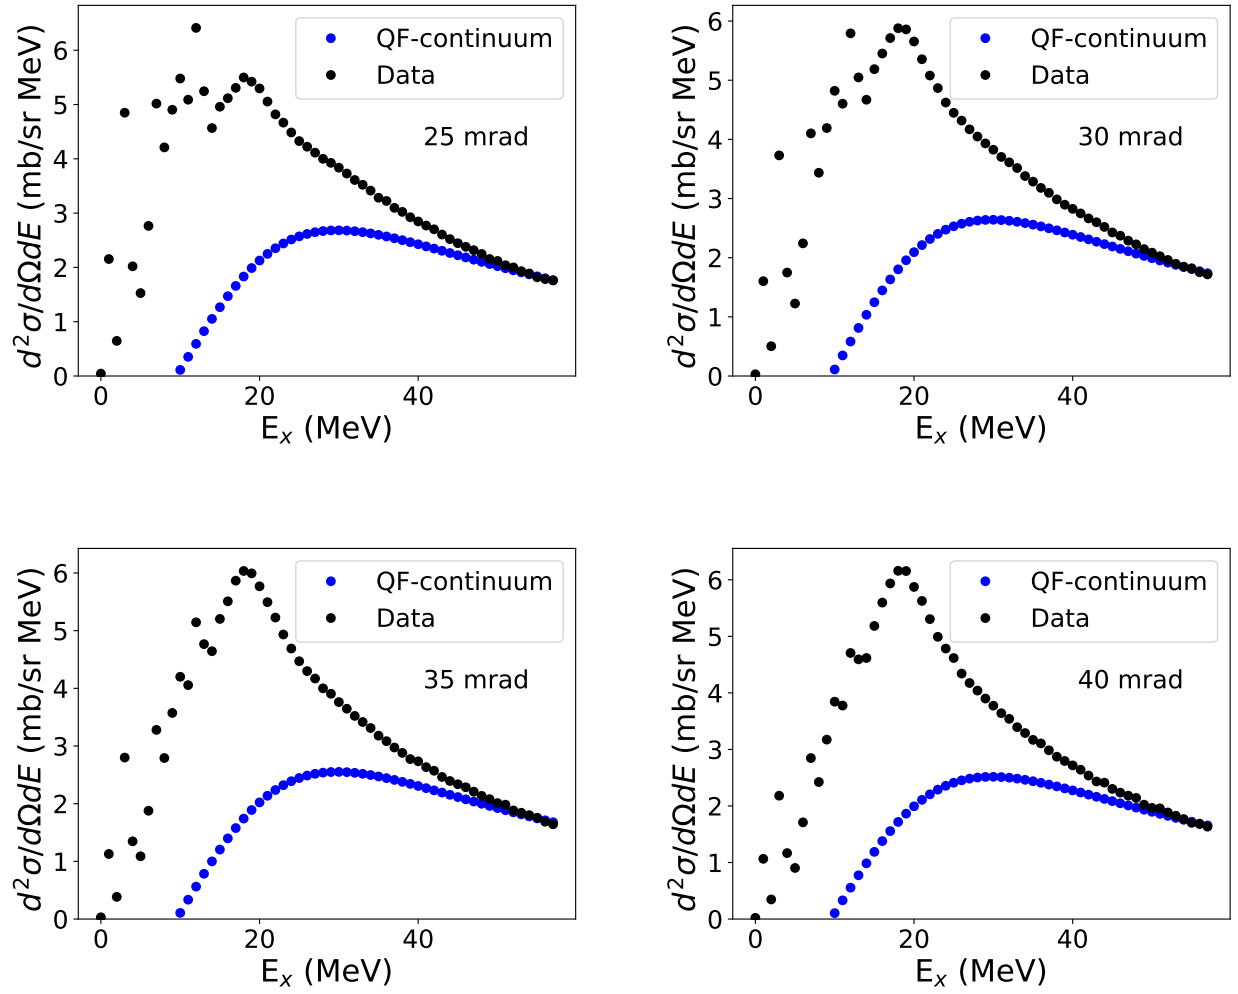 d²σ/dΩdE (mb/sr MeV)
6
5
4
3
2
1
0
QF-continuum
Data
25 mrad
0 20 40
Eₓ (MeV)
d²σ/dΩdE (mb/sr MeV)
6
5
4
3
2
1
0
QF-continuum
Data
30 mrad
0 20 40
Eₓ (MeV)
d²σ/dΩdE (mb/sr MeV)
6
5
4
3
2
1
0
QF-continuum
Data
35 mrad
0 20 40
Eₓ (MeV)
d²σ/dΩdE (mb/sr MeV)
6
5
4
3
2
1
0
QF-continuum
Data
40 mrad
0 20 40
Eₓ (MeV)